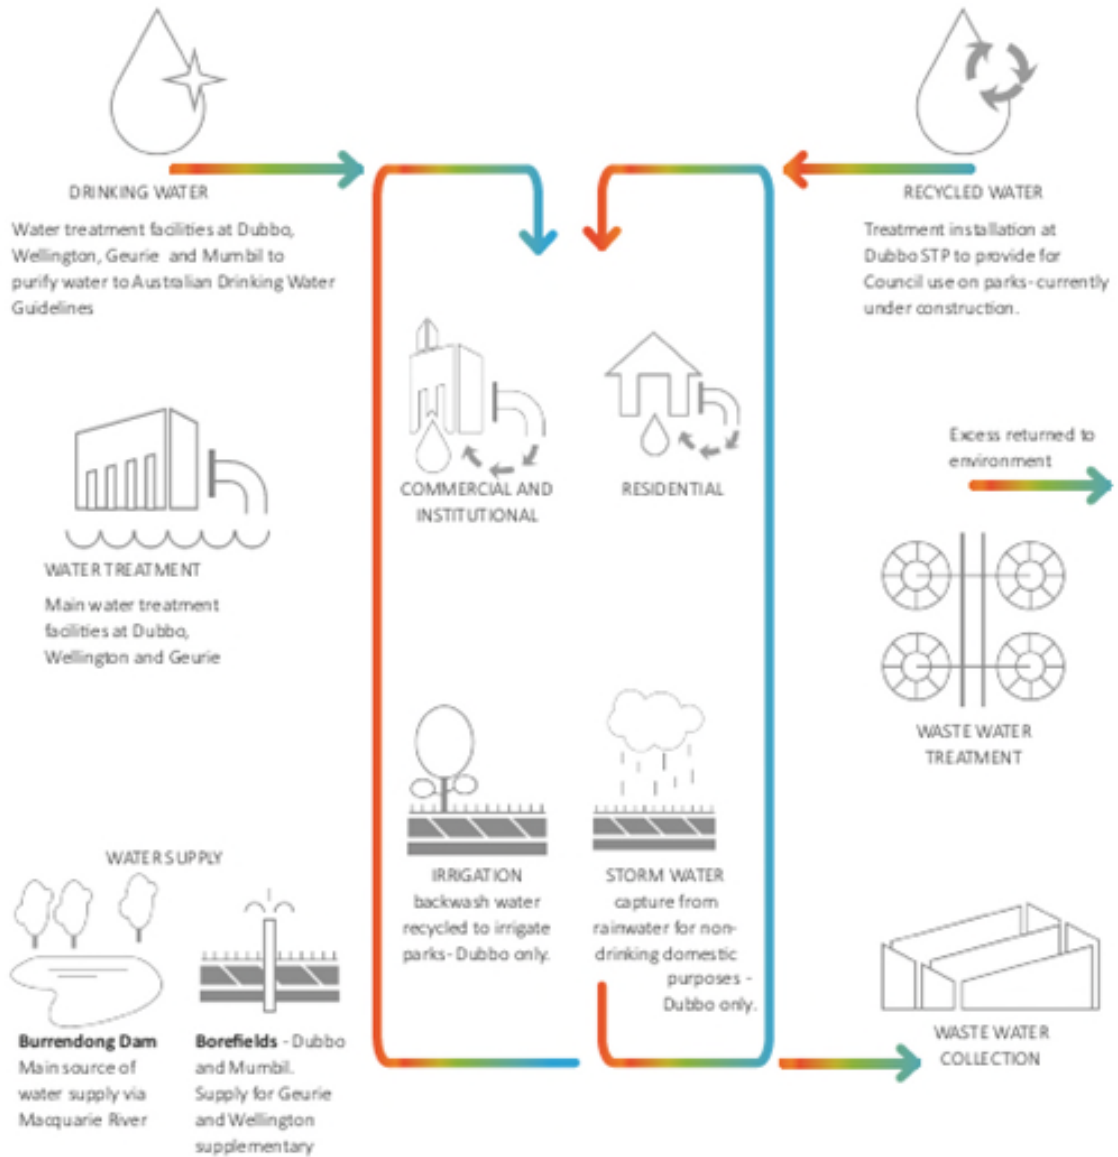 DRINKING WATER
Water treatment facilities at Dubbo,
Wellington, Geurie and Mumbil to
purify water to Australian Drinking Water
Guidelines
RECYCLED WATER
Treatment installation at
Dubbo STP to provide for
Council use on parks- currently
under construction.
WATER TREATMENT
Main water treatment
facilities at Dubbo,
Wellington and Geurie
COMMERCIAL AND
INSTITUTIONAL
RESIDENTIAL
Excess returned to
environment
WASTE WATER
TREATMENT
WATER SUPPLY
Burrendong Dam
Main source of
water supply via
Macquarie River
Borefields - Dubbo
and Mumbil.
Supply for Geurie
and Wellington
supplementary
IRRIGATION
backwash water
recycled to irrigate
parks- Dubbo only.
STORM WATER
capture from
rainwater for non-
drinking domestic
purposes -
Dubbo only.
WASTE WATER
COLLECTION